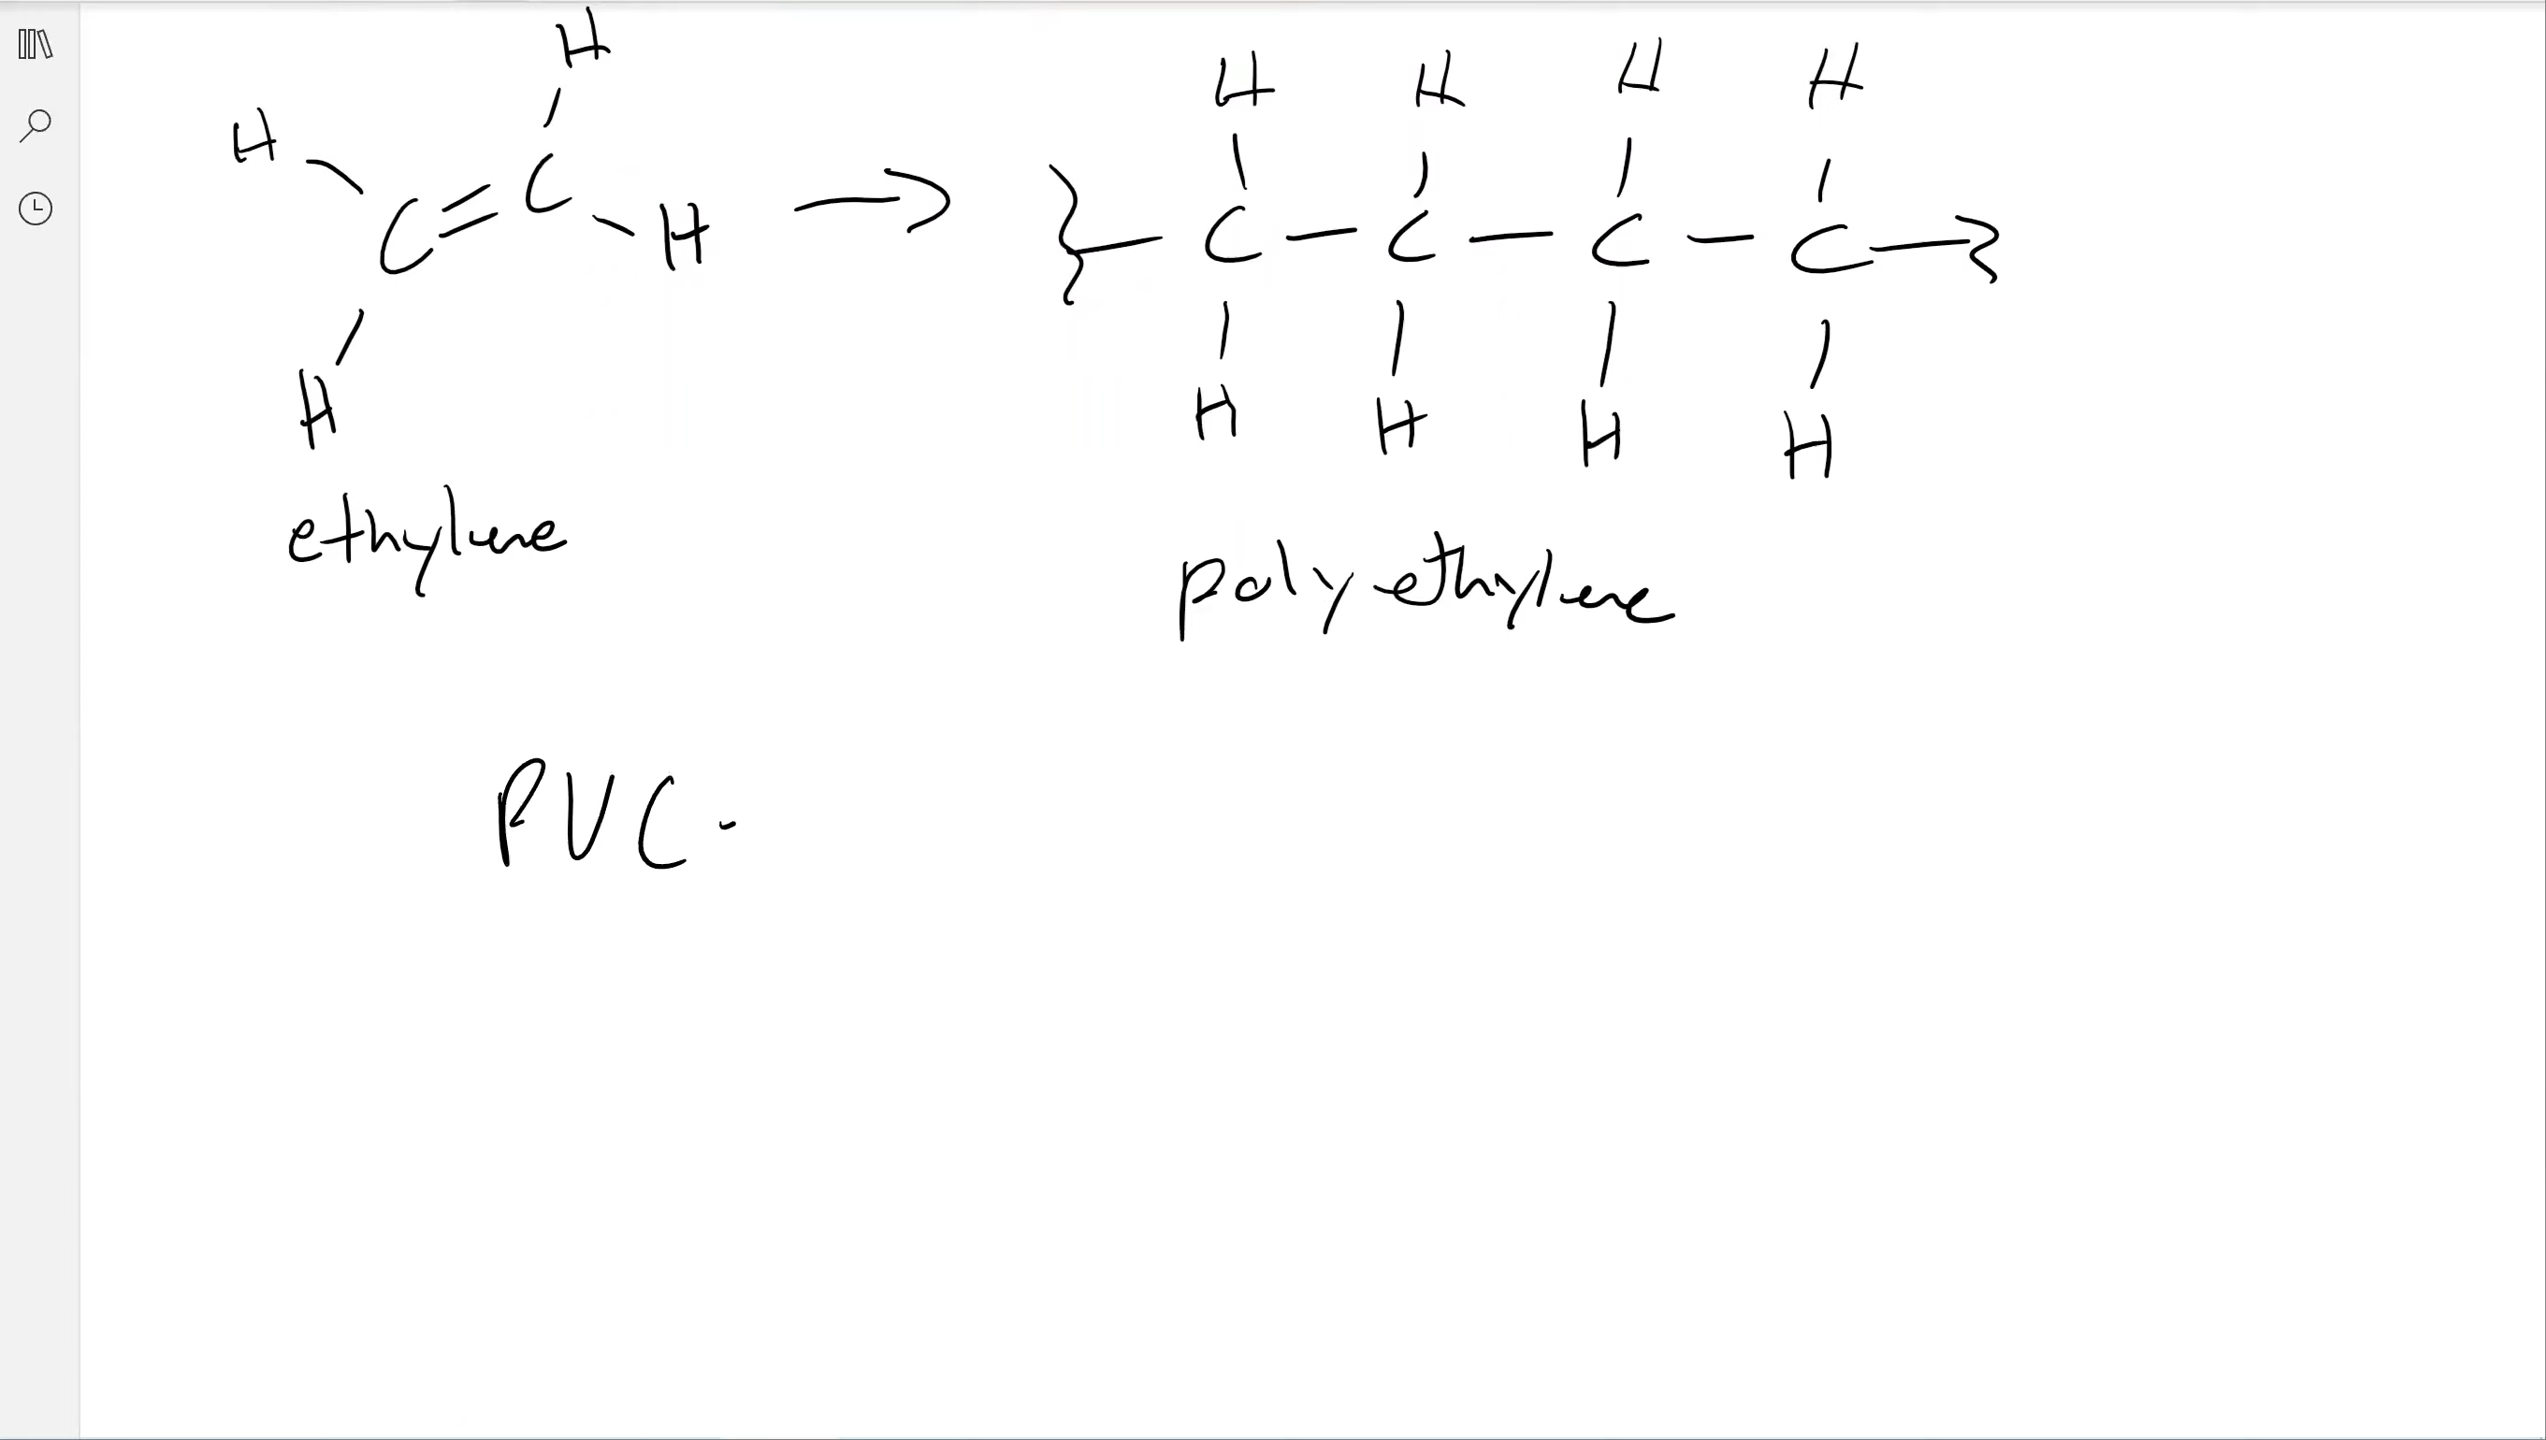 H H H H H
H C = C H → C - C - C - C
H H H H H
ethylene
polyethylene
PVC -